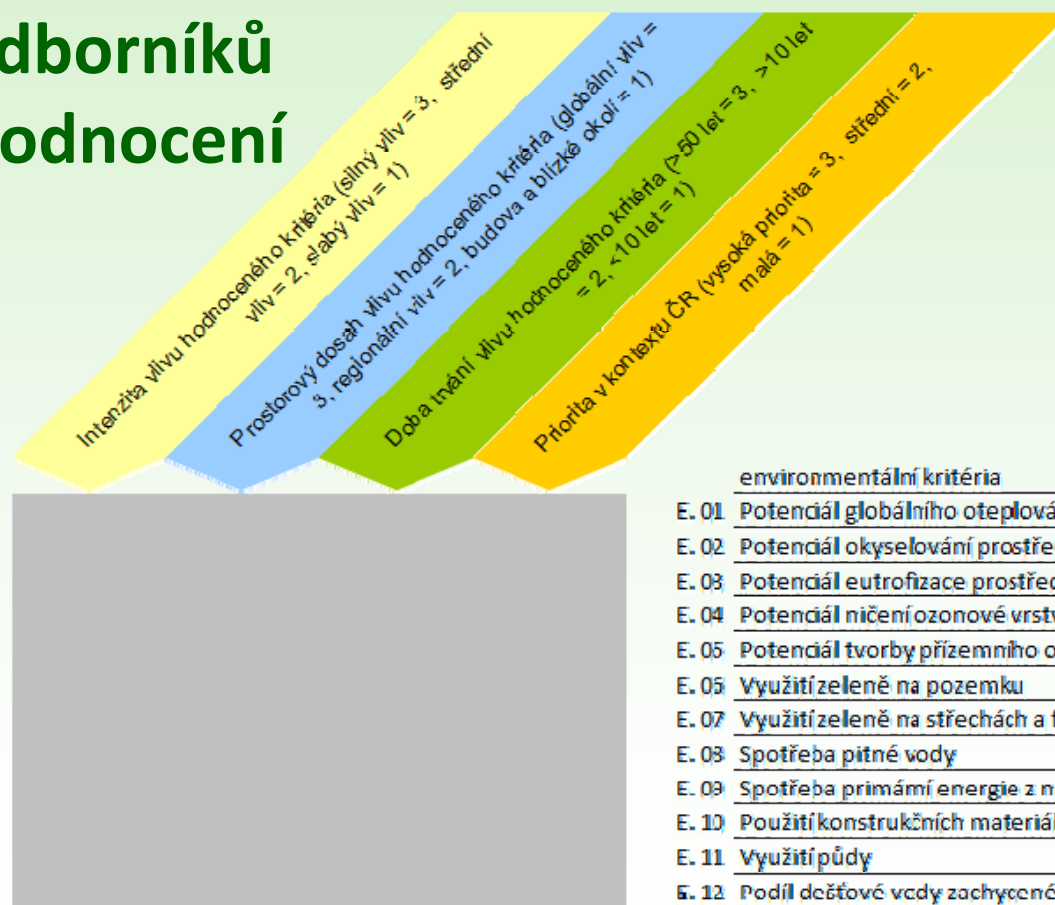 dborníků
odnocení
Intenzita vlivu hodnoceného kritéria (silný vliv = 3, střední
vliv = 2, slabý vliv = 1)
Prostorový dosah vlivu hodnoceného kritéria (globální vliv =
3, regionální vliv = 2, budova a blízké okolí = 1)
Doba trvání vlivu hodnoceného kritéria (>50 let = 3, >10 let
= 2, <10 let = 1)
Priorita v kontextu ČR (vysoká priorita = 3, střední = 2,
malá = 1)
environmentální kritéria
E. 01 Potenciál globálního oteplová
E. 02 Potenciál okyselování prostře
E. 03 Potenciál eutrofizace prostřed
E. 04 Potenciál ničení ozonové vrstv
E. 05 Potenciál tvorby přízemního o
E. 06 Využití zeleně na pozemku
E. 07 Využití zeleně na střechách a f
E. 08 Spotřeba pitné vody
E. 09 Spotřeba primární energie z n
E. 10 Použití konstrukčních materiál
E. 11 Využití půdy
E. 12 Podíl dešťové vody zachycené